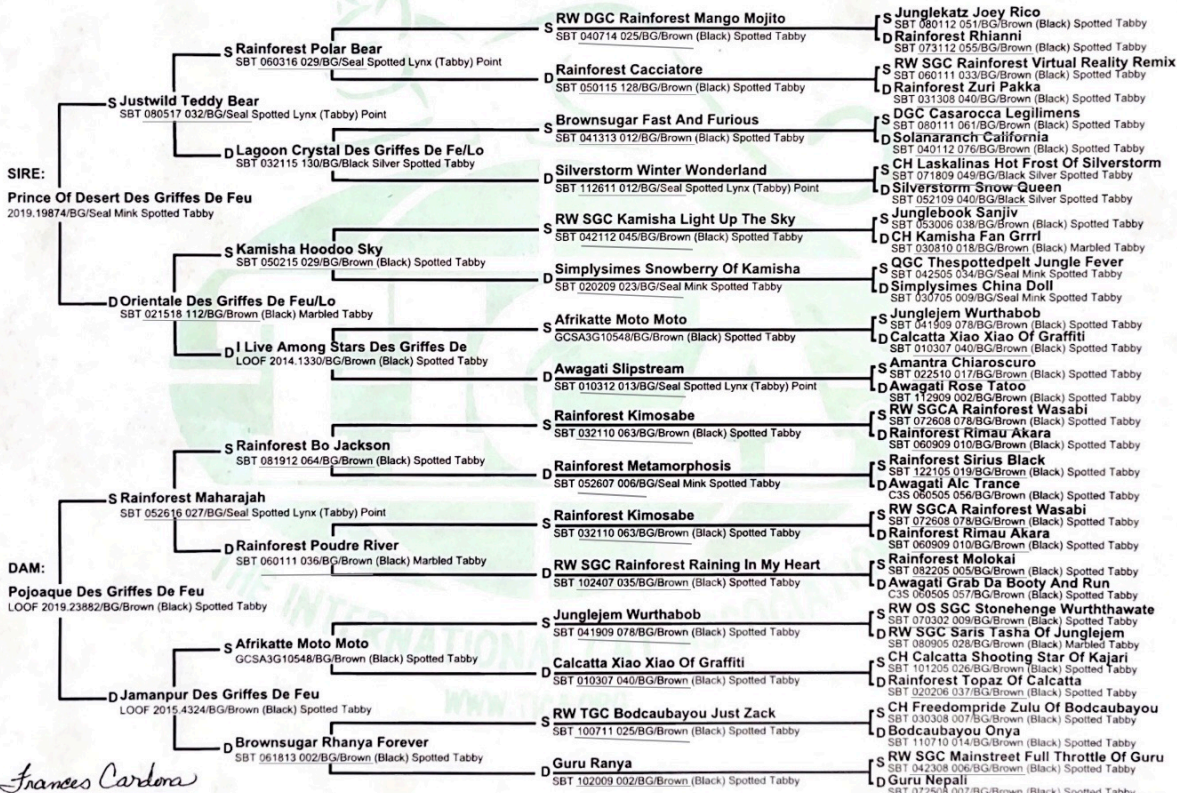 SIRE:
Prince Of Desert Des Griffes De Feu
2019.19874/BG/Seal Mink Spotted Tabby
DAM:
Pojoaque Des Griffes De Feu
LOOF 2019.23882/BG/Brown (Black) Spotted Tabby
Frances Cardona
S Justwild Teddy Bear
SBT 080517 032/BG/Seal Spotted Lynx (Tabby) Point
D Orientale Des Griffes De Feu/Lo
SBT 021518 112/BG/Brown (Black) Marbled Tabby
S Rainforest Maharajah
SBT 052616 027/BG/Seal Spotted Lynx (Tabby) Point
D Jamanpur Des Griffes De Feu
LOOF 2015.4324/BG/Brown (Black) Spotted Tabby
S Rainforest Polar Bear
SBT 060316 029/BG/Seal Spotted Lynx (Tabby) Point
D Lagoon Crystal Des Griffes De Fe/Lo
SBT 032115 130/BG/Black Silver Spotted Tabby
S Kamisha Hoodoo Sky
SBT 050215 029/BG/Brown (Black) Spotted Tabby
D I Live Among Stars Des Griffes De
LOOF 2014.1330/BG/Brown (Black) Spotted Tabby
S Rainforest Bo Jackson
SBT 081912 064/BG/Brown (Black) Spotted Tabby
D Rainforest Poudre River
SBT 060111 036/BG/Brown (Black) Marbled Tabby
S Afrikatte Moto Moto
GCSA3G10548/BG/Brown (Black) Spotted Tabby
D Brownsugar Rhanya Forever
SBT 061813 002/BG/Brown (Black) Spotted Tabby
S RW DGC Rainforest Mango Mojito
SBT 040714 025/BG/Brown (Black) Spotted Tabby
D Rainforest Cacciatore
SBT 050115 128/BG/Brown (Black) Spotted Tabby
S Brownsugar Fast And Furious
SBT 041313 012/BG/Brown (Black) Spotted Tabby
D Silverstorm Winter Wonderland
SBT 112611 012/BG/Seal Spotted Lynx (Tabby) Point
S RW SGC Kamisha Light Up The Sky
SBT 042112 045/BG/Brown (Black) Spotted Tabby
D Simplysimes Snowberry Of Kamisha
SBT 020209 023/BG/Seal Mink Spotted Tabby
S Afrikatte Moto Moto
GCSA3G10548/BG/Brown (Black) Spotted Tabby
D Awagati Slipstream
SBT 010312 013/BG/Seal Spotted Lynx (Tabby) Point
S Rainforest Kimosabe
SBT 032110 063/BG/Brown (Black) Spotted Tabby
D Rainforest Metamorphosis
SBT 052607 006/BG/Seal Mink Spotted Tabby
S Rainforest Kimosabe
SBT 032110 063/BG/Brown (Black) Spotted Tabby
D RW SGC Rainforest Raining In My Heart
SBT 102407 035/BG/Brown (Black) Spotted Tabby
S Junglejem Wurthabob
SBT 041909 078/BG/Brown (Black) Spotted Tabby
D Calcatta Xiao Xiao Of Graffiti
SBT 010307 040/BG/Brown (Black) Spotted Tabby
S RW TGC Bodcaubayou Just Zack
SBT 100711 025/BG/Brown (Black) Spotted Tabby
D Guru Ranya
SBT 102009 002/BG/Brown (Black) Spotted Tabby
S Junglekatz Joey Rico
SBT 080112 051/BG/Brown (Black) Spotted Tabby
D Rainforest Rhianni
SBT 073112 055/BG/Brown (Black) Spotted Tabby
S RW SGC Rainforest Virtual Reality Remix
SBT 060111 033/BG/Brown (Black) Spotted Tabby
D Rainforest Zuri Pakka
SBT 031308 040/BG/Brown (Black) Spotted Tabby
S DGC Casarocca Legilimens
SBT 080111 061/BG/Brown (Black) Spotted Tabby
D Solanaranch California
SBT 040112 076/BG/Brown (Black) Spotted Tabby
S CH Laskalinas Hot Frost Of Silverstorm
SBT 071809 049/BG/Black Silver Spotted Tabby
D Silverstorm Snow Queen
SBT 052109 040/BG/Black Silver Spotted Tabby
S Junglebook Sanjiv
SBT 053006 038/BG/Brown (Black) Spotted Tabby
D CH Kamisha Fan Grrrl
SBT 030810 018/BG/Brown (Black) Marbled Tabby
S QGC Thespottedpelt Jungle Fever
SBT 042505 034/BG/Seal Mink Spotted Tabby
D Simplysimes China Doll
SBT 030705 009/BG/Seal Mink Spotted Tabby
S Junglejem Wurthabob
SBT 041909 078/BG/Brown (Black) Spotted Tabby
D Calcatta Xiao Xiao Of Graffiti
SBT 010307 040/BG/Brown (Black) Spotted Tabby
S Amantra Chiaroscuro
SBT 022510 017/BG/Brown (Black) Spotted Tabby
D Awagati Rose Tatoo
SBT 112909 002/BG/Brown (Black) Spotted Tabby
S RW SGCA Rainforest Wasabi
SBT 072608 078/BG/Brown (Black) Spotted Tabby
D Rainforest Rimau Akara
SBT 060909 010/BG/Brown (Black) Spotted Tabby
S Rainforest Sirius Black
SBT 122105 019/BG/Brown (Black) Spotted Tabby
D Awagati Alc Trance
C3S 060505 056/BG/Brown (Black) Spotted Tabby
S RW SGCA Rainforest Wasabi
SBT 072608 078/BG/Brown (Black) Spotted Tabby
D Rainforest Rimau Akara
SBT 060909 010/BG/Brown (Black) Spotted Tabby
S Rainforest Molokai
SBT 082205 005/BG/Brown (Black) Spotted Tabby
D Awagati Grab Da Booty And Run
C3S 060505 057/BG/Brown (Black) Spotted Tabby
S RW OS SGC Stonehenge Wurththawate
SBT 070302 009/BG/Brown (Black) Spotted Tabby
D RW SGC Saris Tasha Of Junglejem
SBT 080905 028/BG/Brown (Black) Marbled Tabby
S CH Calcatta Shooting Star Of Kajari
SBT 101205 026/BG/Brown (Black) Spotted Tabby
D Rainforest Topaz Of Calcatta
SBT 020206 037/BG/Brown (Black) Spotted Tabby
S CH Freedompride Zulu Of Bodcaubayou
SBT 030308 007/BG/Brown (Black) Spotted Tabby
D Bodcaubayou Onya
SBT 110710 014/BG/Brown (Black) Spotted Tabby
S RW SGC Mainstreet Full Throttle Of Guru
SBT 042308 006/BG/Brown (Black) Spotted Tabby
D Guru Nepali
SBT 072508 007/BG/Brown (Black) Spotted Tabby
THE INTERNATIONAL CAT ASSOCIATION
WWW.TICA.ORG